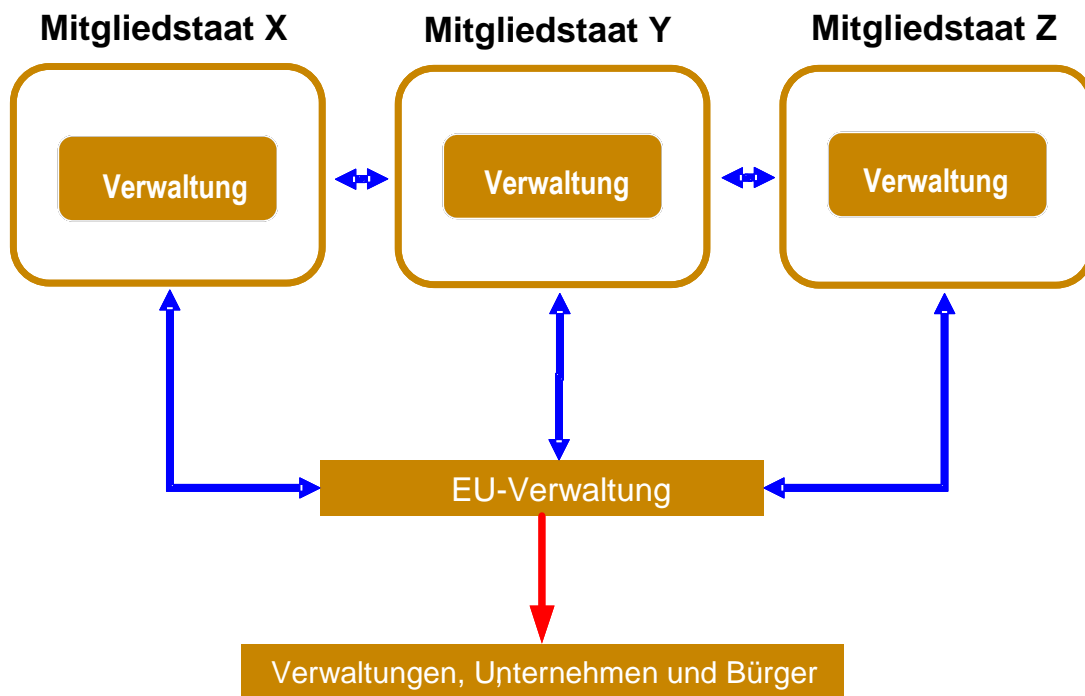 Mitgliedstaat X
Mitgliedstaat Y
Mitgliedstaat Z
Verwaltung
Verwaltung
Verwaltung
EU-Verwaltung
Verwaltungen, Unternehmen und Bürger